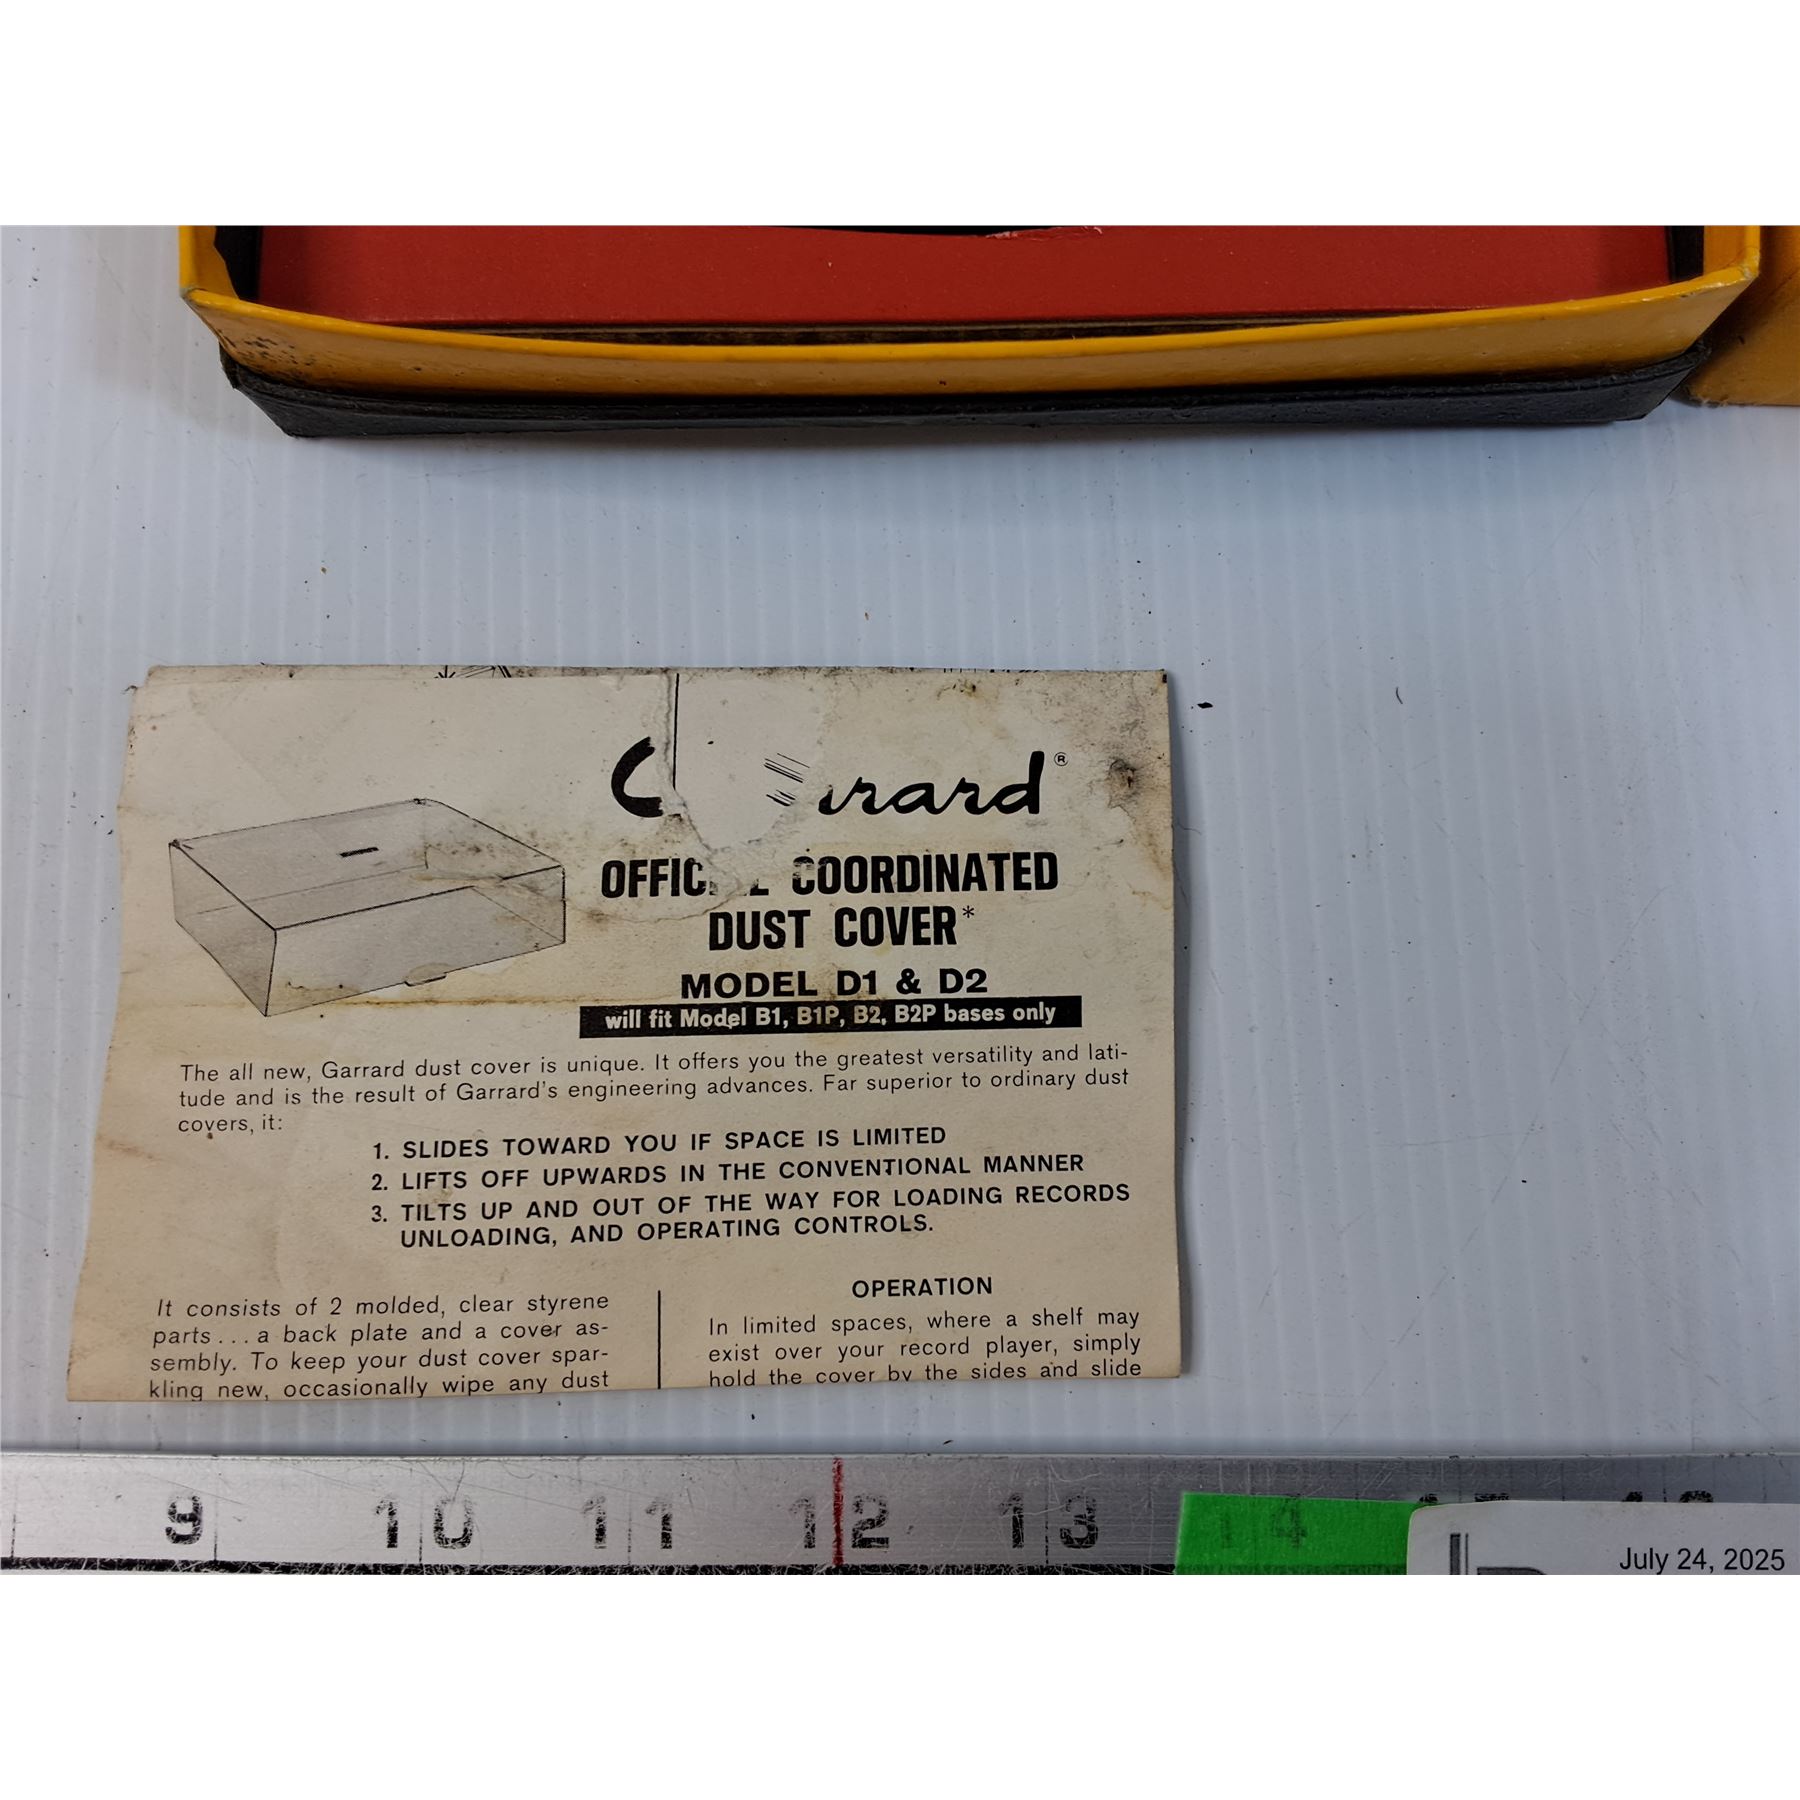 Garrard®
OFFICIAL COORDINATED
DUST COVER*
MODEL D1 & D2
will fit Model B1, B1P, B2, B2P bases only
The all new, Garrard dust cover is unique. It offers you the greatest versatility and lati-
tude and is the result of Garrard's engineering advances. Far superior to ordinary dust
covers, it:
1. SLIDES TOWARD YOU IF SPACE IS LIMITED
2. LIFTS OFF UPWARDS IN THE CONVENTIONAL MANNER
3. TILTS UP AND OUT OF THE WAY FOR LOADING RECORDS
UNLOADING, AND OPERATING CONTROLS.
It consists of 2 molded, clear styrene
parts...a back plate and a cover as-
sembly. To keep your dust cover spar-
kling new, occasionally wipe any dust
OPERATION
In limited spaces, where a shelf may
exist over your record player, simply
hold the cover by the sides and slide
9 10 11 12 13 14
July 24, 2025